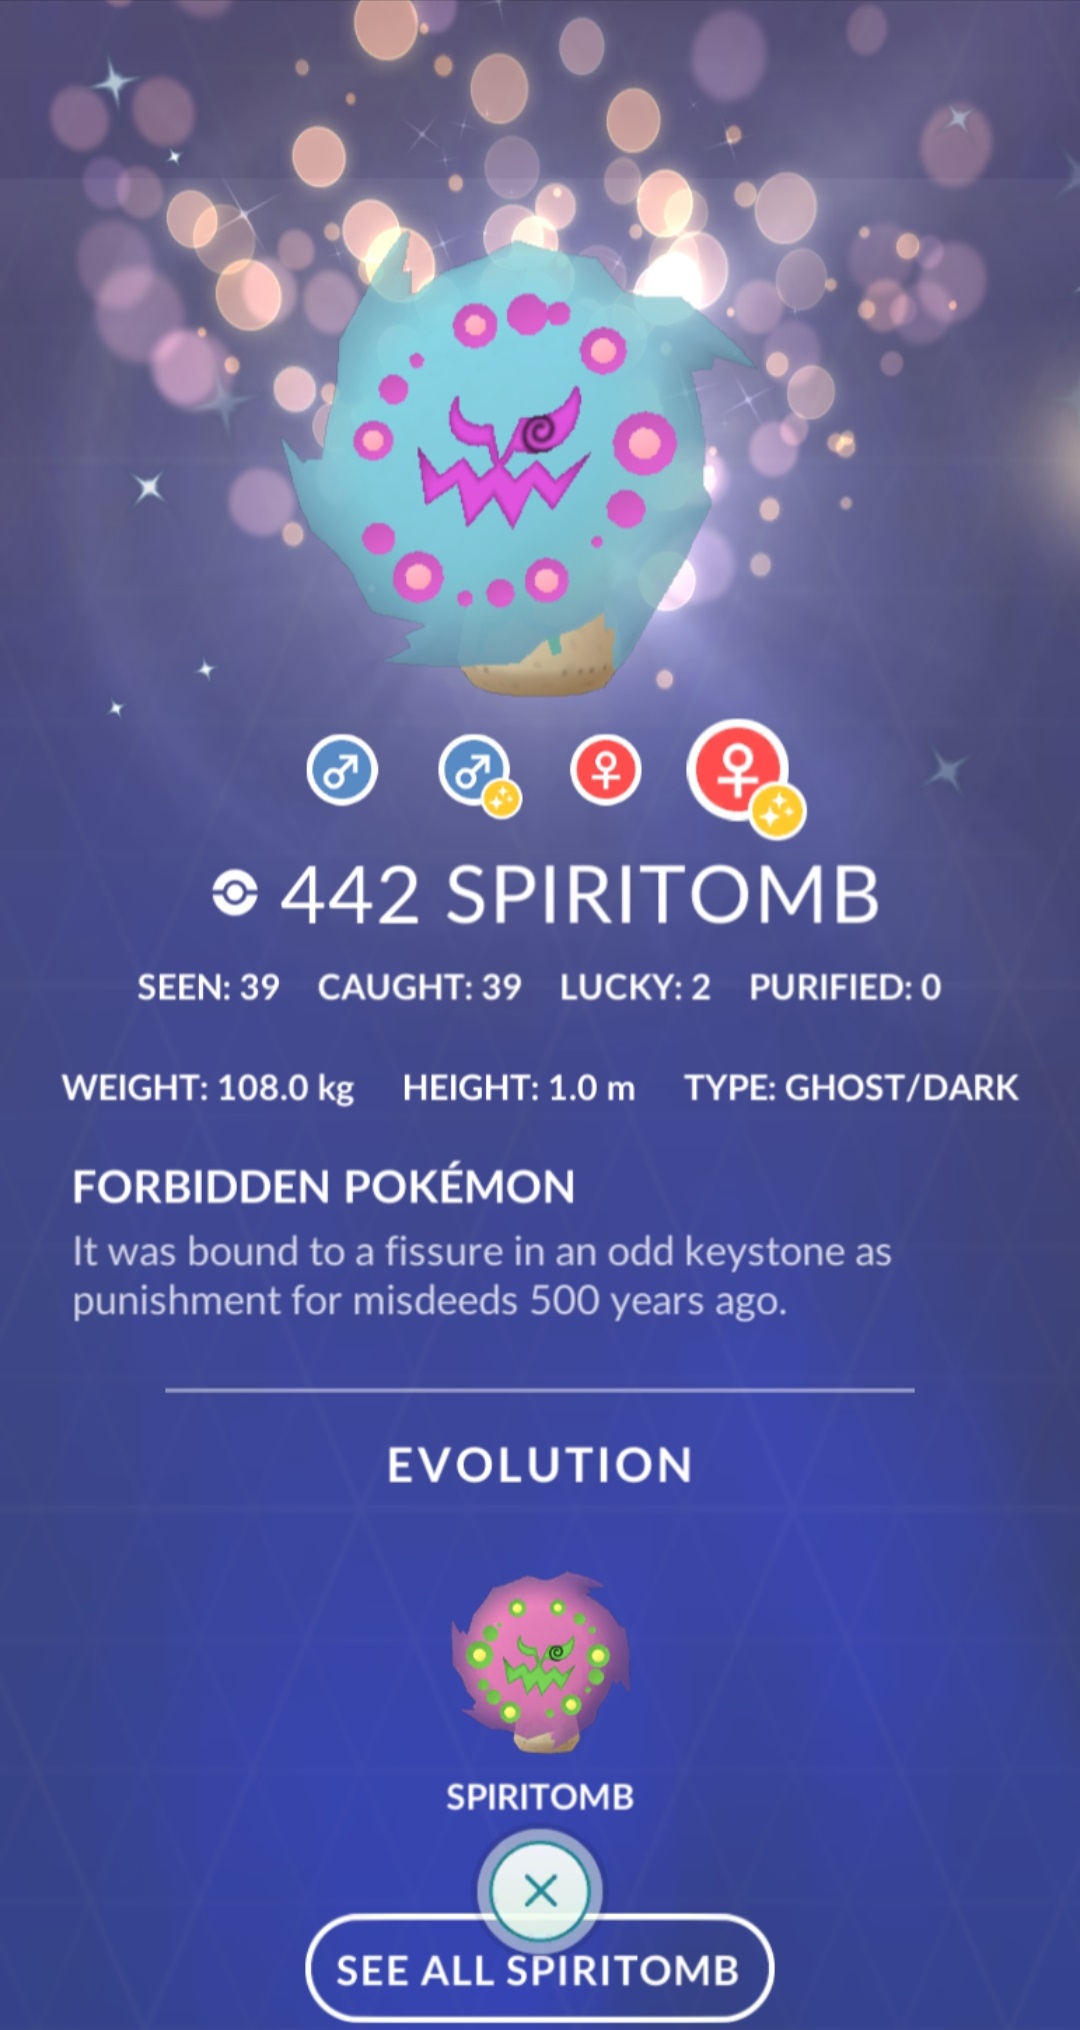 442 SPIRITOMB
SEEN: 39 CAUGHT: 39 LUCKY: 2 PURIFIED: 0
WEIGHT: 108.0 kg HEIGHT: 1.0 m TYPE: GHOST/DARK
FORBIDDEN POKÉMON
It was bound to a fissure in an odd keystone as
punishment for misdeeds 500 years ago.
EVOLUTION
SPIRITOMB
SEE ALL SPIRITOMB